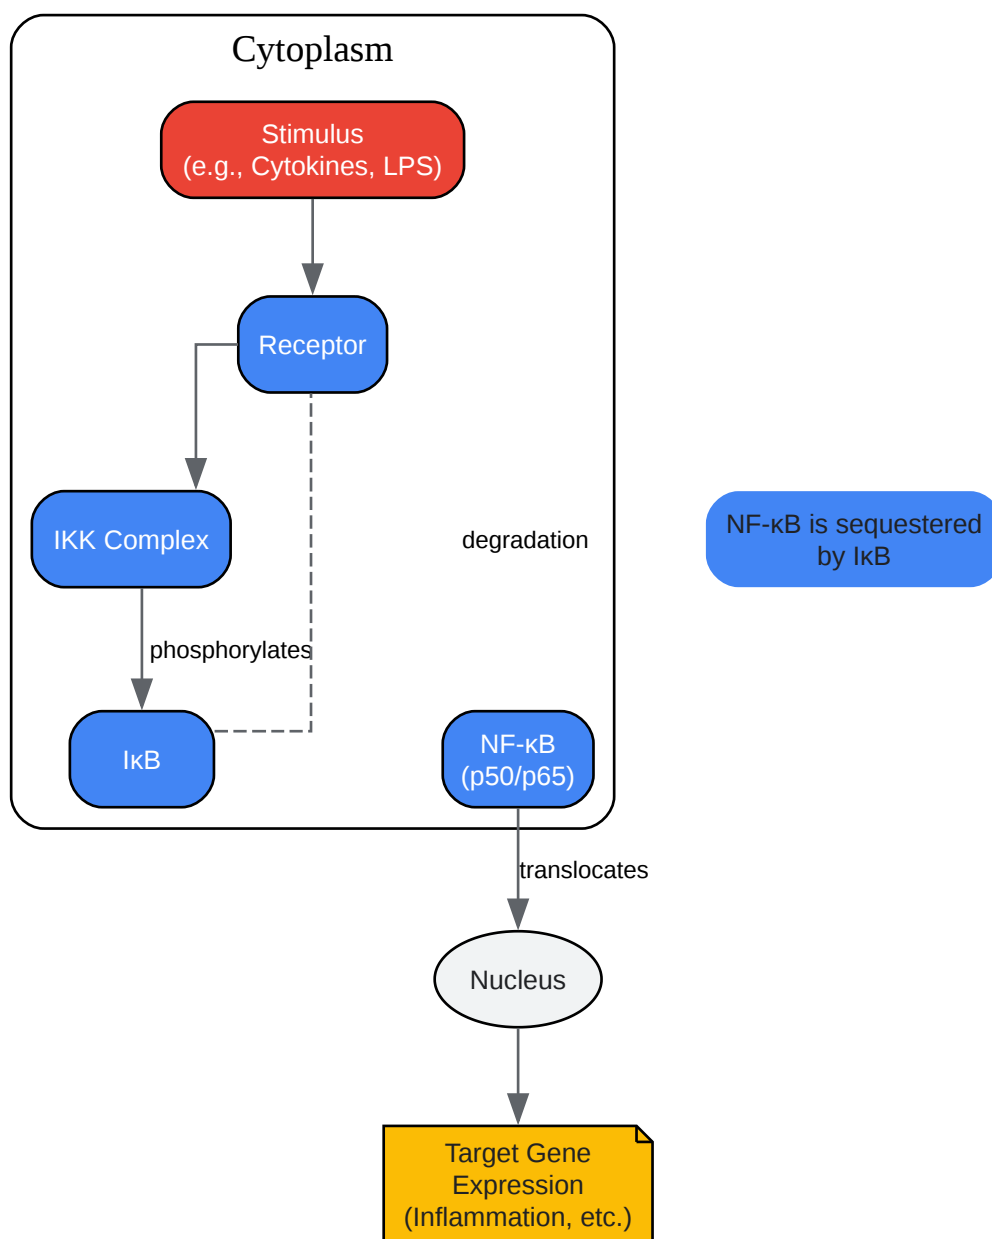 Cytoplasm
Stimulus
(e.g., Cytokines, LPS)
Receptor
IKK Complex
degradation
NF-κB is sequestered
by IκB
phosphorylates
IκB
NF-κB
(p50/p65)
translocates
Nucleus
Target Gene
Expression
(Inflammation, etc.)